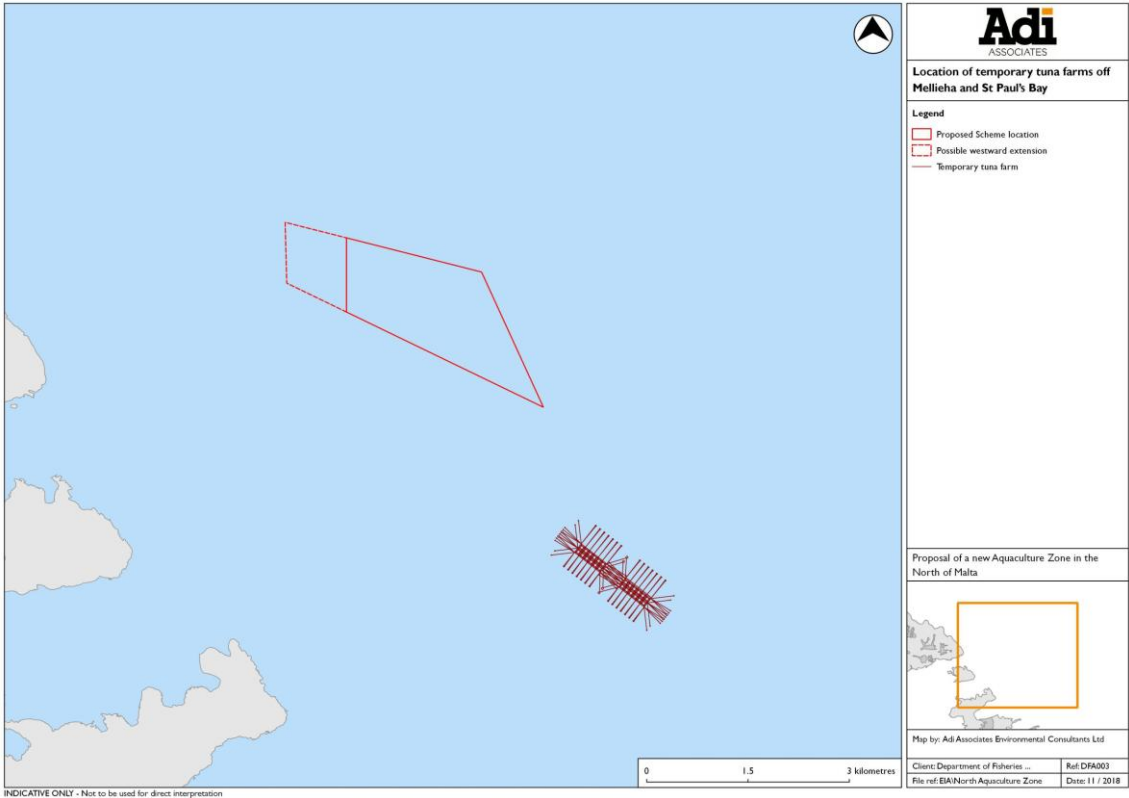 Adi
ASSOCIATES
Location of temporary tuna farms off
Mellieha and St Paul's Bay
Legend
Proposed Scheme location
Possible westward extension
Temporary tuna farm
Proposal of a new Aquaculture Zone in the
North of Malta
Map by: Adi Associates Environmental Consultants Ltd
Client: Department of Fisheries ...
Ref: DFA003
File ref: EIA\North Aquaculture Zone
Date: 11 / 2018
0
1.5
3 kilometres
INDICATIVE ONLY - Not to be used for direct interpretation